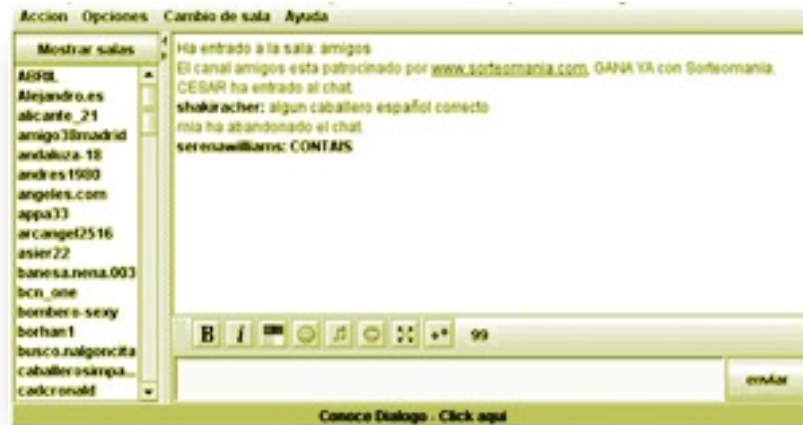 Accion Opciones Cambio de sala Ayuda
Mostrar salas
ABRIL
Alejandro.es
alicante_21
amigo38madrid
andaluza-18
andres1980
angeles.com
appa33
arcangel2516
asier22
banesa.nena.003
bcn_one
bombero-sexy
borhan1
busco.nalgoncita
caballerosimpa...
cadcronald
Ha entrado a la sala: amigos
El canal amigos esta patrocinado por www.sorteomania.com, GANA YA con Sorteomania.
CESAR ha entrado al chat.
shakiracher: algun caballero español correcto
mia ha abandonado el chat.
serenawilliams: CONTAIS
B i 99
enviar
Conoce Dialogo - Click aqui